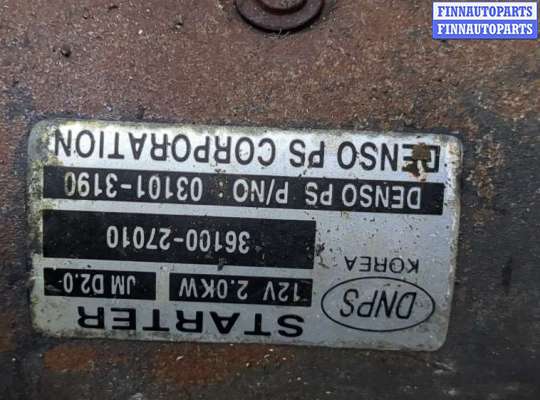 FINNAUTOPARTS
FINNAUTOPARTS
STARTER
DNPS
KOREA
12V 2.0KW
JM D2.0
36100-27010
DENSO PS P/NO : 03101-3190
DENSO PS CORPORATION